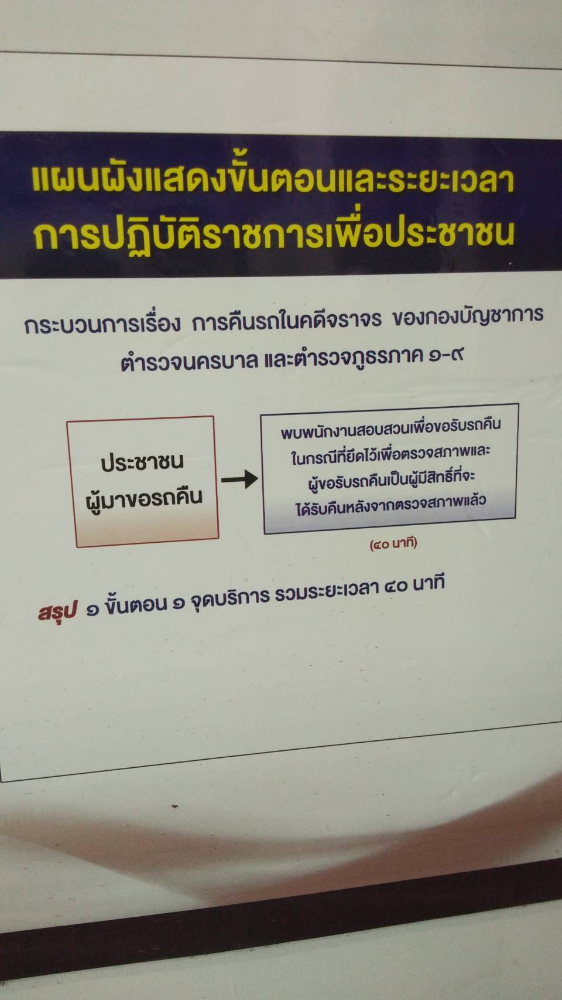 แผนผังแสดงขั้นตอนและระยะเวลา
การปฏิบัติราชการเพื่อประชาชน
กระบวนการเรื่อง การคืนรถในคดีจราจร ของกองบัญชาการ
ตำรวจนครบาล และตำรวจภูธรภาค ๑-๙
ประชาชน
ผู้มาขอรถคืน
พบพนักงานสอบสวนเพื่อขอรับรถคืน
ในกรณีที่ยึดไว้เพื่อตรวจสภาพและ
ผู้ขอรับรถคืนเป็นผู้มีสิทธิ์ที่จะ
ได้รับคืนหลังจากตรวจสภาพแล้ว
(๔๐ นาที)
สรุป ๑ ขั้นตอน ๑ จุดบริการ รวมระยะเวลา ๔๐ นาที